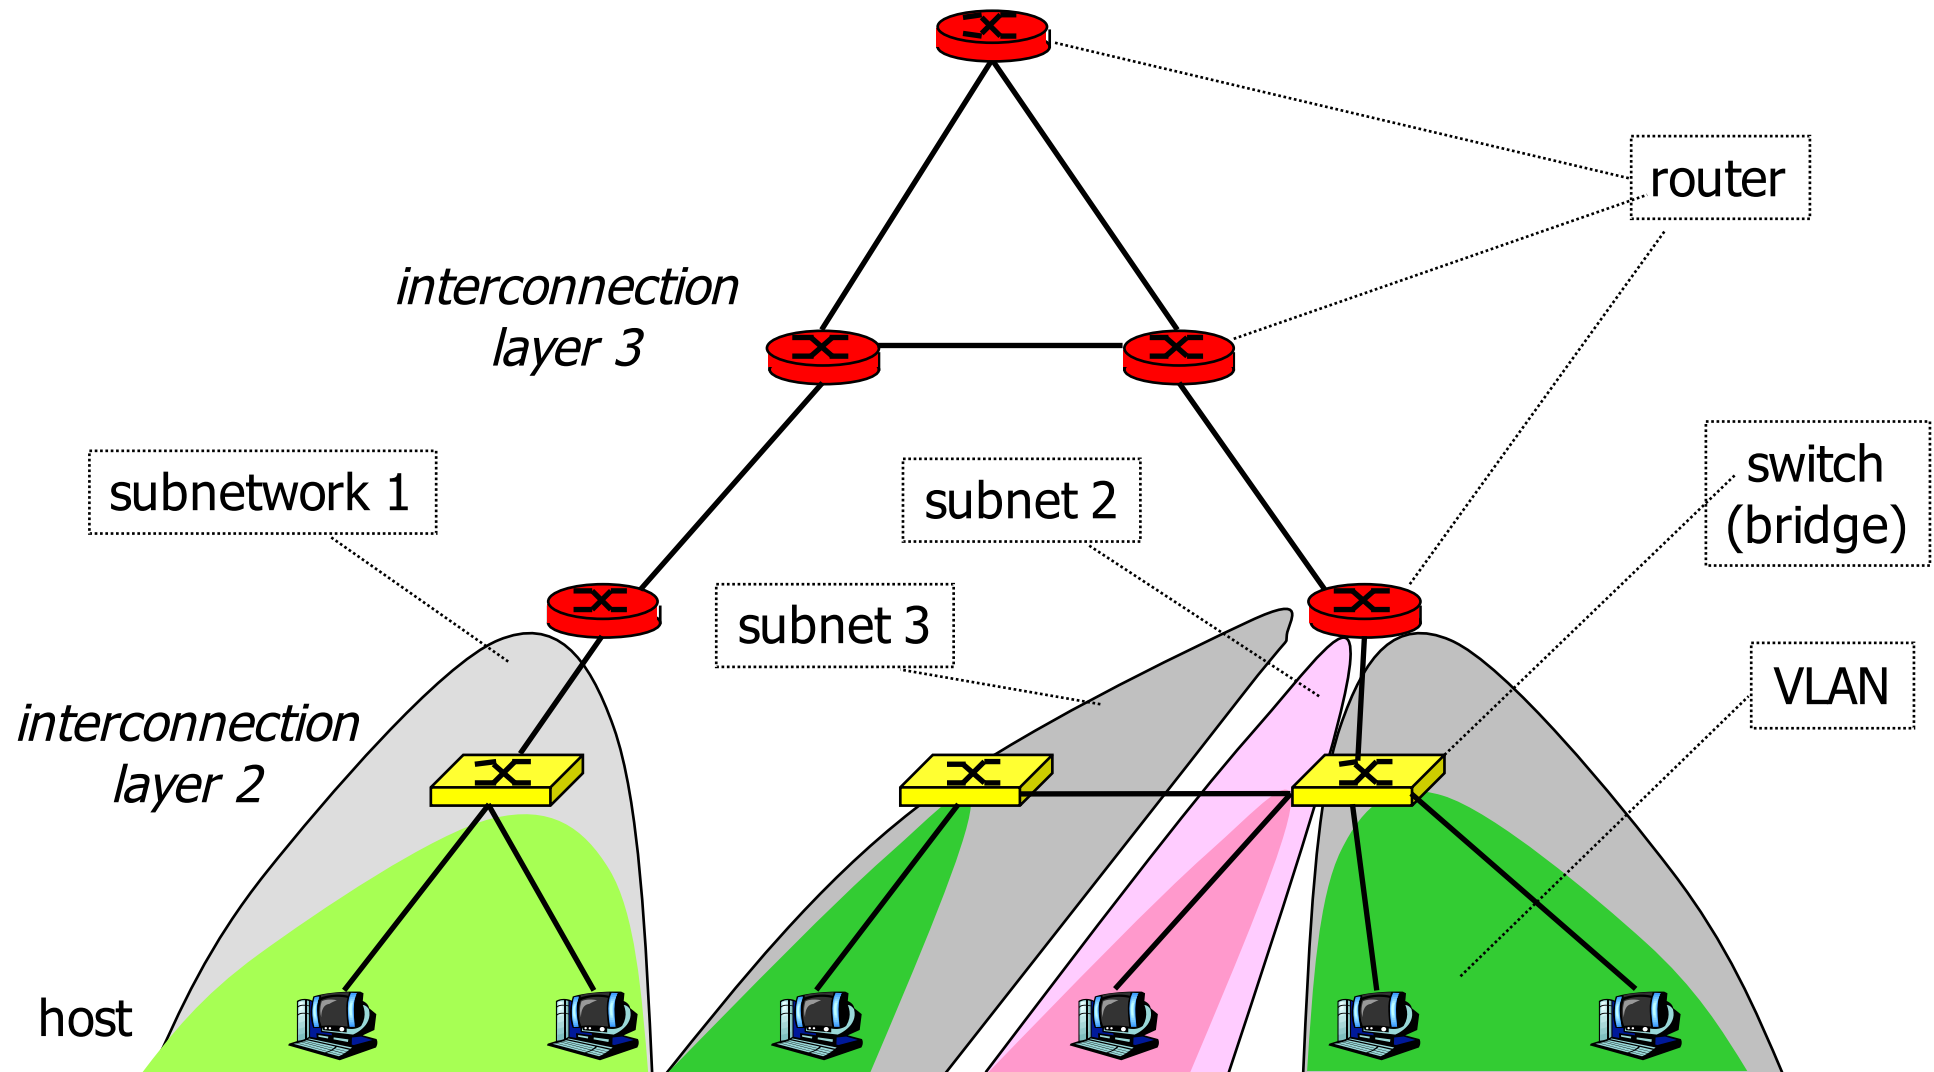 router
interconnection
layer 3
subnetwork 1
subnet 2
switch
(bridge)
subnet 3
VLAN
interconnection
layer 2
host